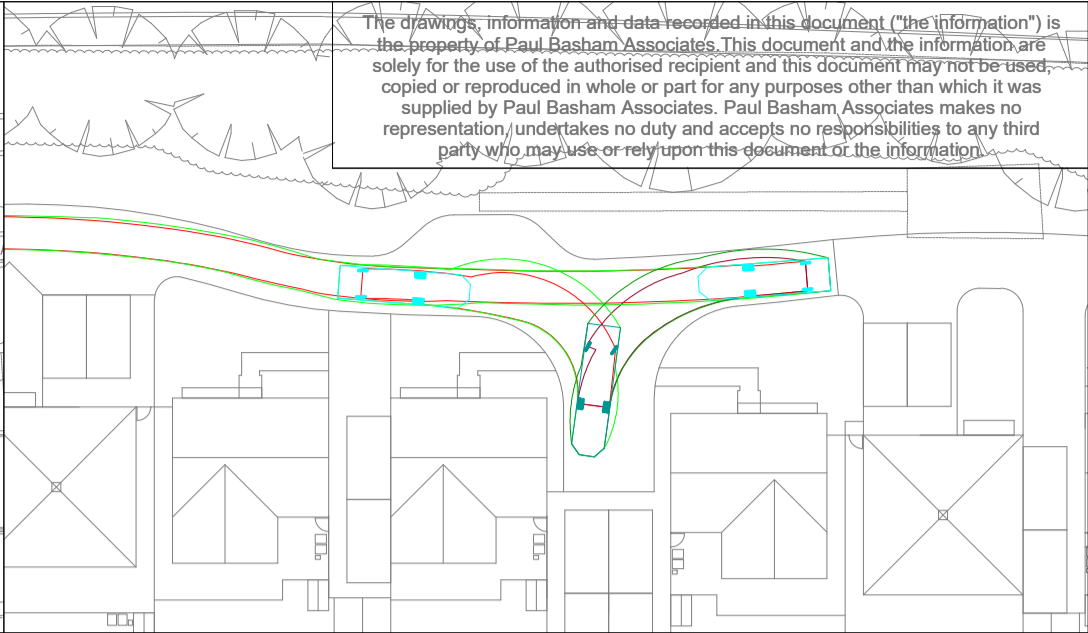 The drawings, information and data recorded in this document ("the information") is
the property of Paul Basham Associates.This document and the information are
solely for the use of the authorised recipient and this document may not be used,
copied or reproduced in whole or part for any purposes other than which it was
supplied by Paul Basham Associates. Paul Basham Associates makes no
representation, undertakes no duty and accepts no responsibilities to any third
party who may use or rely upon this document or the information.